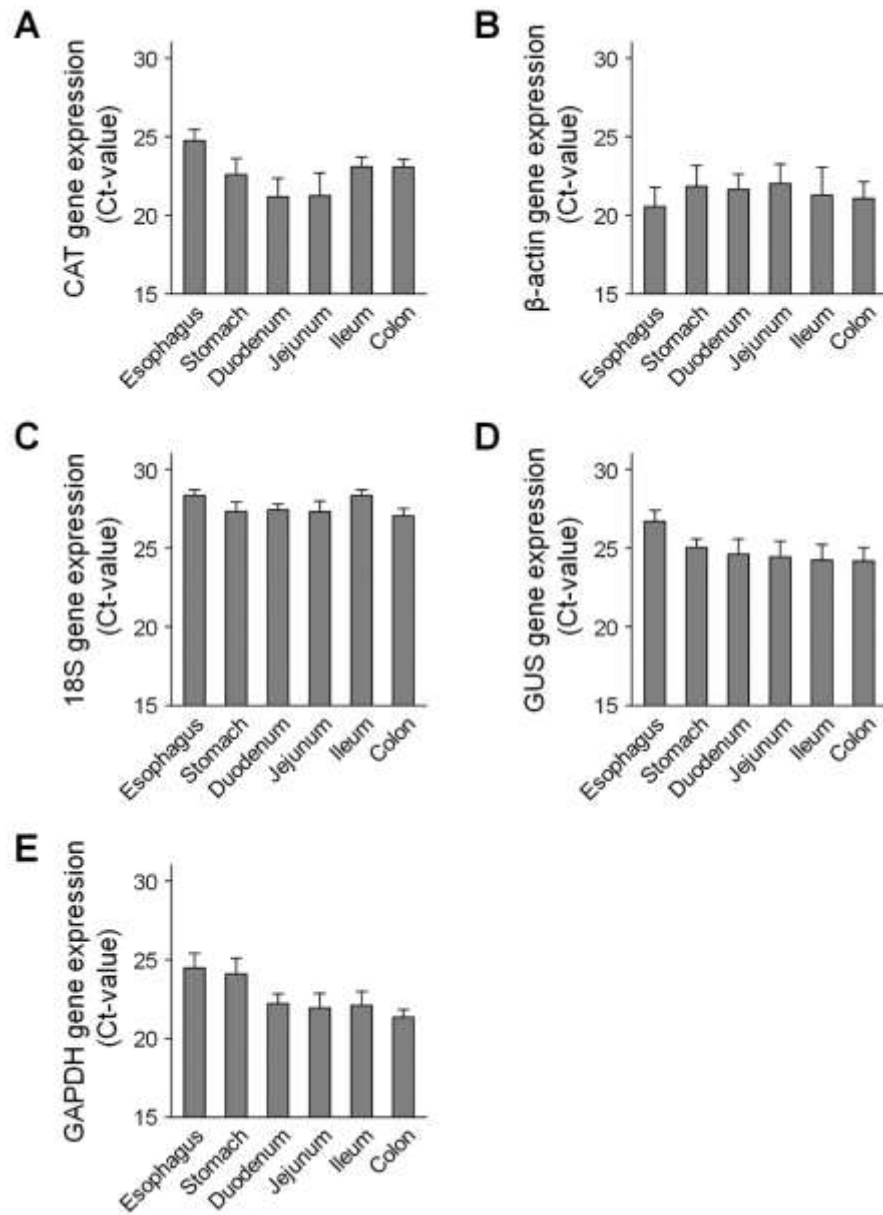 A
CAT gene expression
(Ct-value)
30
25
20
15
Esophagus
Stomach
Duodenum
Jejunum
Ileum
Colon
B
β-actin gene expression
(Ct-value)
30
25
20
15
Esophagus
Stomach
Duodenum
Jejunum
Ileum
Colon
C
18S gene expression
(Ct-value)
30
25
20
15
Esophagus
Stomach
Duodenum
Jejunum
Ileum
Colon
D
GUS gene expression
(Ct-value)
30
25
20
15
Esophagus
Stomach
Duodenum
Jejunum
Ileum
Colon
E
GAPDH gene expression
(Ct-value)
30
25
20
15
Esophagus
Stomach
Duodenum
Jejunum
Ileum
Colon